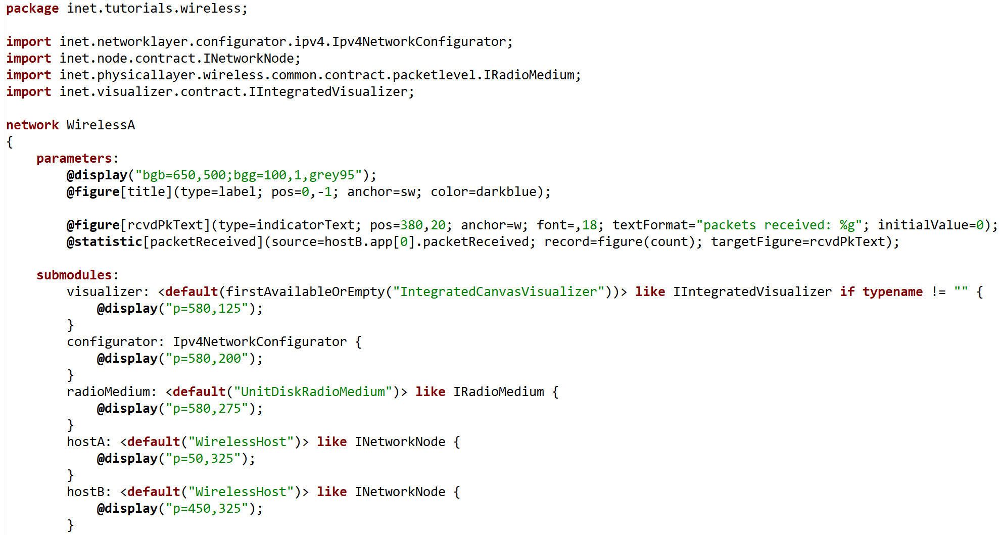 package inet.tutorials.wireless;
import inet.networklayer.configurator.ipv4.Ipv4NetworkConfigurator;
import inet.node.contract.INetworkNode;
import inet.physicallayer.wireless.common.contract.packetlevel.IRadioMedium;
import inet.visualizer.contract.IIntegratedVisualizer;
network WirelessA
{
parameters:
@display("bgb=650,500;bgg=100,1,grey95");
@figure[title](type=label; pos=0,-1; anchor=sw; color=darkblue);
@figure[rcvdPkText](type=indicatorText; pos=380,20; anchor=w; font=,18; textFormat="packets received: %g"; initialValue=0);
@statistic[packetReceived](source=hostB.app[0].packetReceived; record=figure(count); targetFigure=rcvdPkText);
submodules:
visualizer: <default(firstAvailableOrEmpty("IntegratedCanvasVisualizer"))> like IIntegratedVisualizer if typename != "" {
@display("p=580,125");
}
configurator: Ipv4NetworkConfigurator {
@display("p=580,200");
}
radioMedium: <default("UnitDiskRadioMedium")> like IRadioMedium {
@display("p=580,275");
}
hostA: <default("WirelessHost")> like INetworkNode {
@display("p=50,325");
}
hostB: <default("WirelessHost")> like INetworkNode {
@display("p=450,325");
}